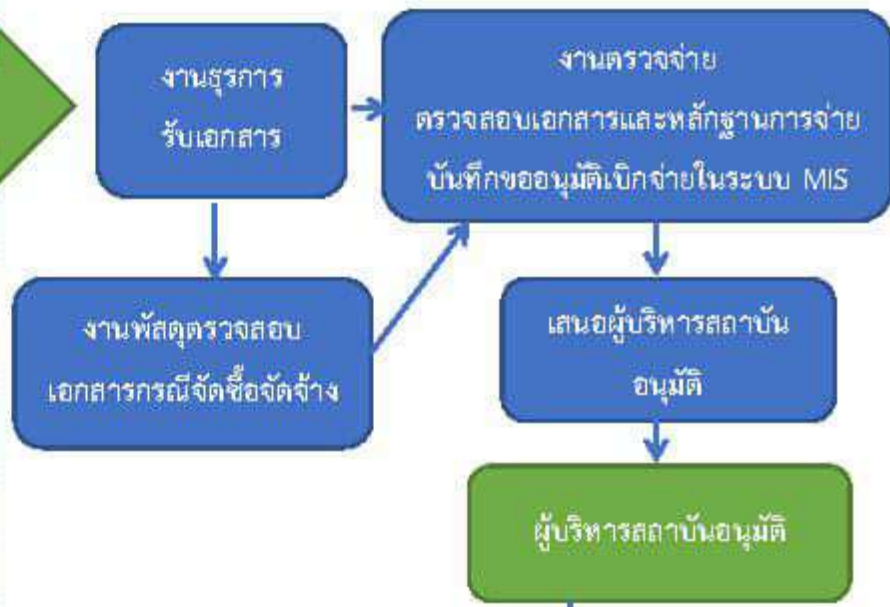 งานธุรการ
รับเอกสาร
งานตรวจจ่าย
ตรวจสอบเอกสารและหลักฐานการจ่าย
บันทึกขออนุมัติเบิกจ่ายในระบบ MIS
งานพัสดุตรวจสอบ
เอกสารกรณีจัดซื้อจัดจ้าง
เสนอผู้บริหารสถาบัน
อนุมัติ
ผู้บริหารสถาบันอนุมัติ